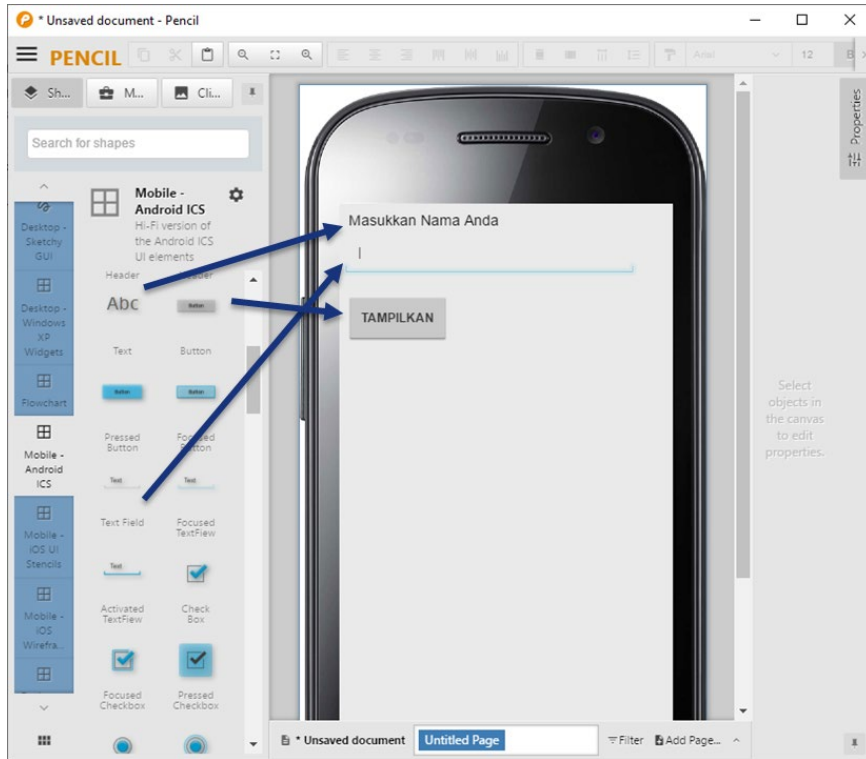 * Unsaved document - Pencil
PENCIL
Arial
12
B
Sh...
M...
Cli...
Search for shapes
Properties
Desktop -
Sketchy
GUI
Desktop -
Windows
XP
Widgets
Flowchart
Mobile -
Android
ICS
Mobile -
iOS UI
Stencils
Mobile -
iOS
Wirefra...
Mobile -
Android ICS
Hi-Fi version of
the Android ICS
UI elements
Header
Header
Abc
Button
Text
Button
Button
Button
Pressed
Button
Focused
Button
Text
Text
Text Field
Focused
TextFiew
Text
Activated
TextFiew
Check
Box
Focused
Checkbox
Pressed
Checkbox
Masukkan Nama Anda
TAMPILKAN
Select
objects in
the canvas
to edit
properties.
* Unsaved document
Untitled Page
Filter
Add Page...